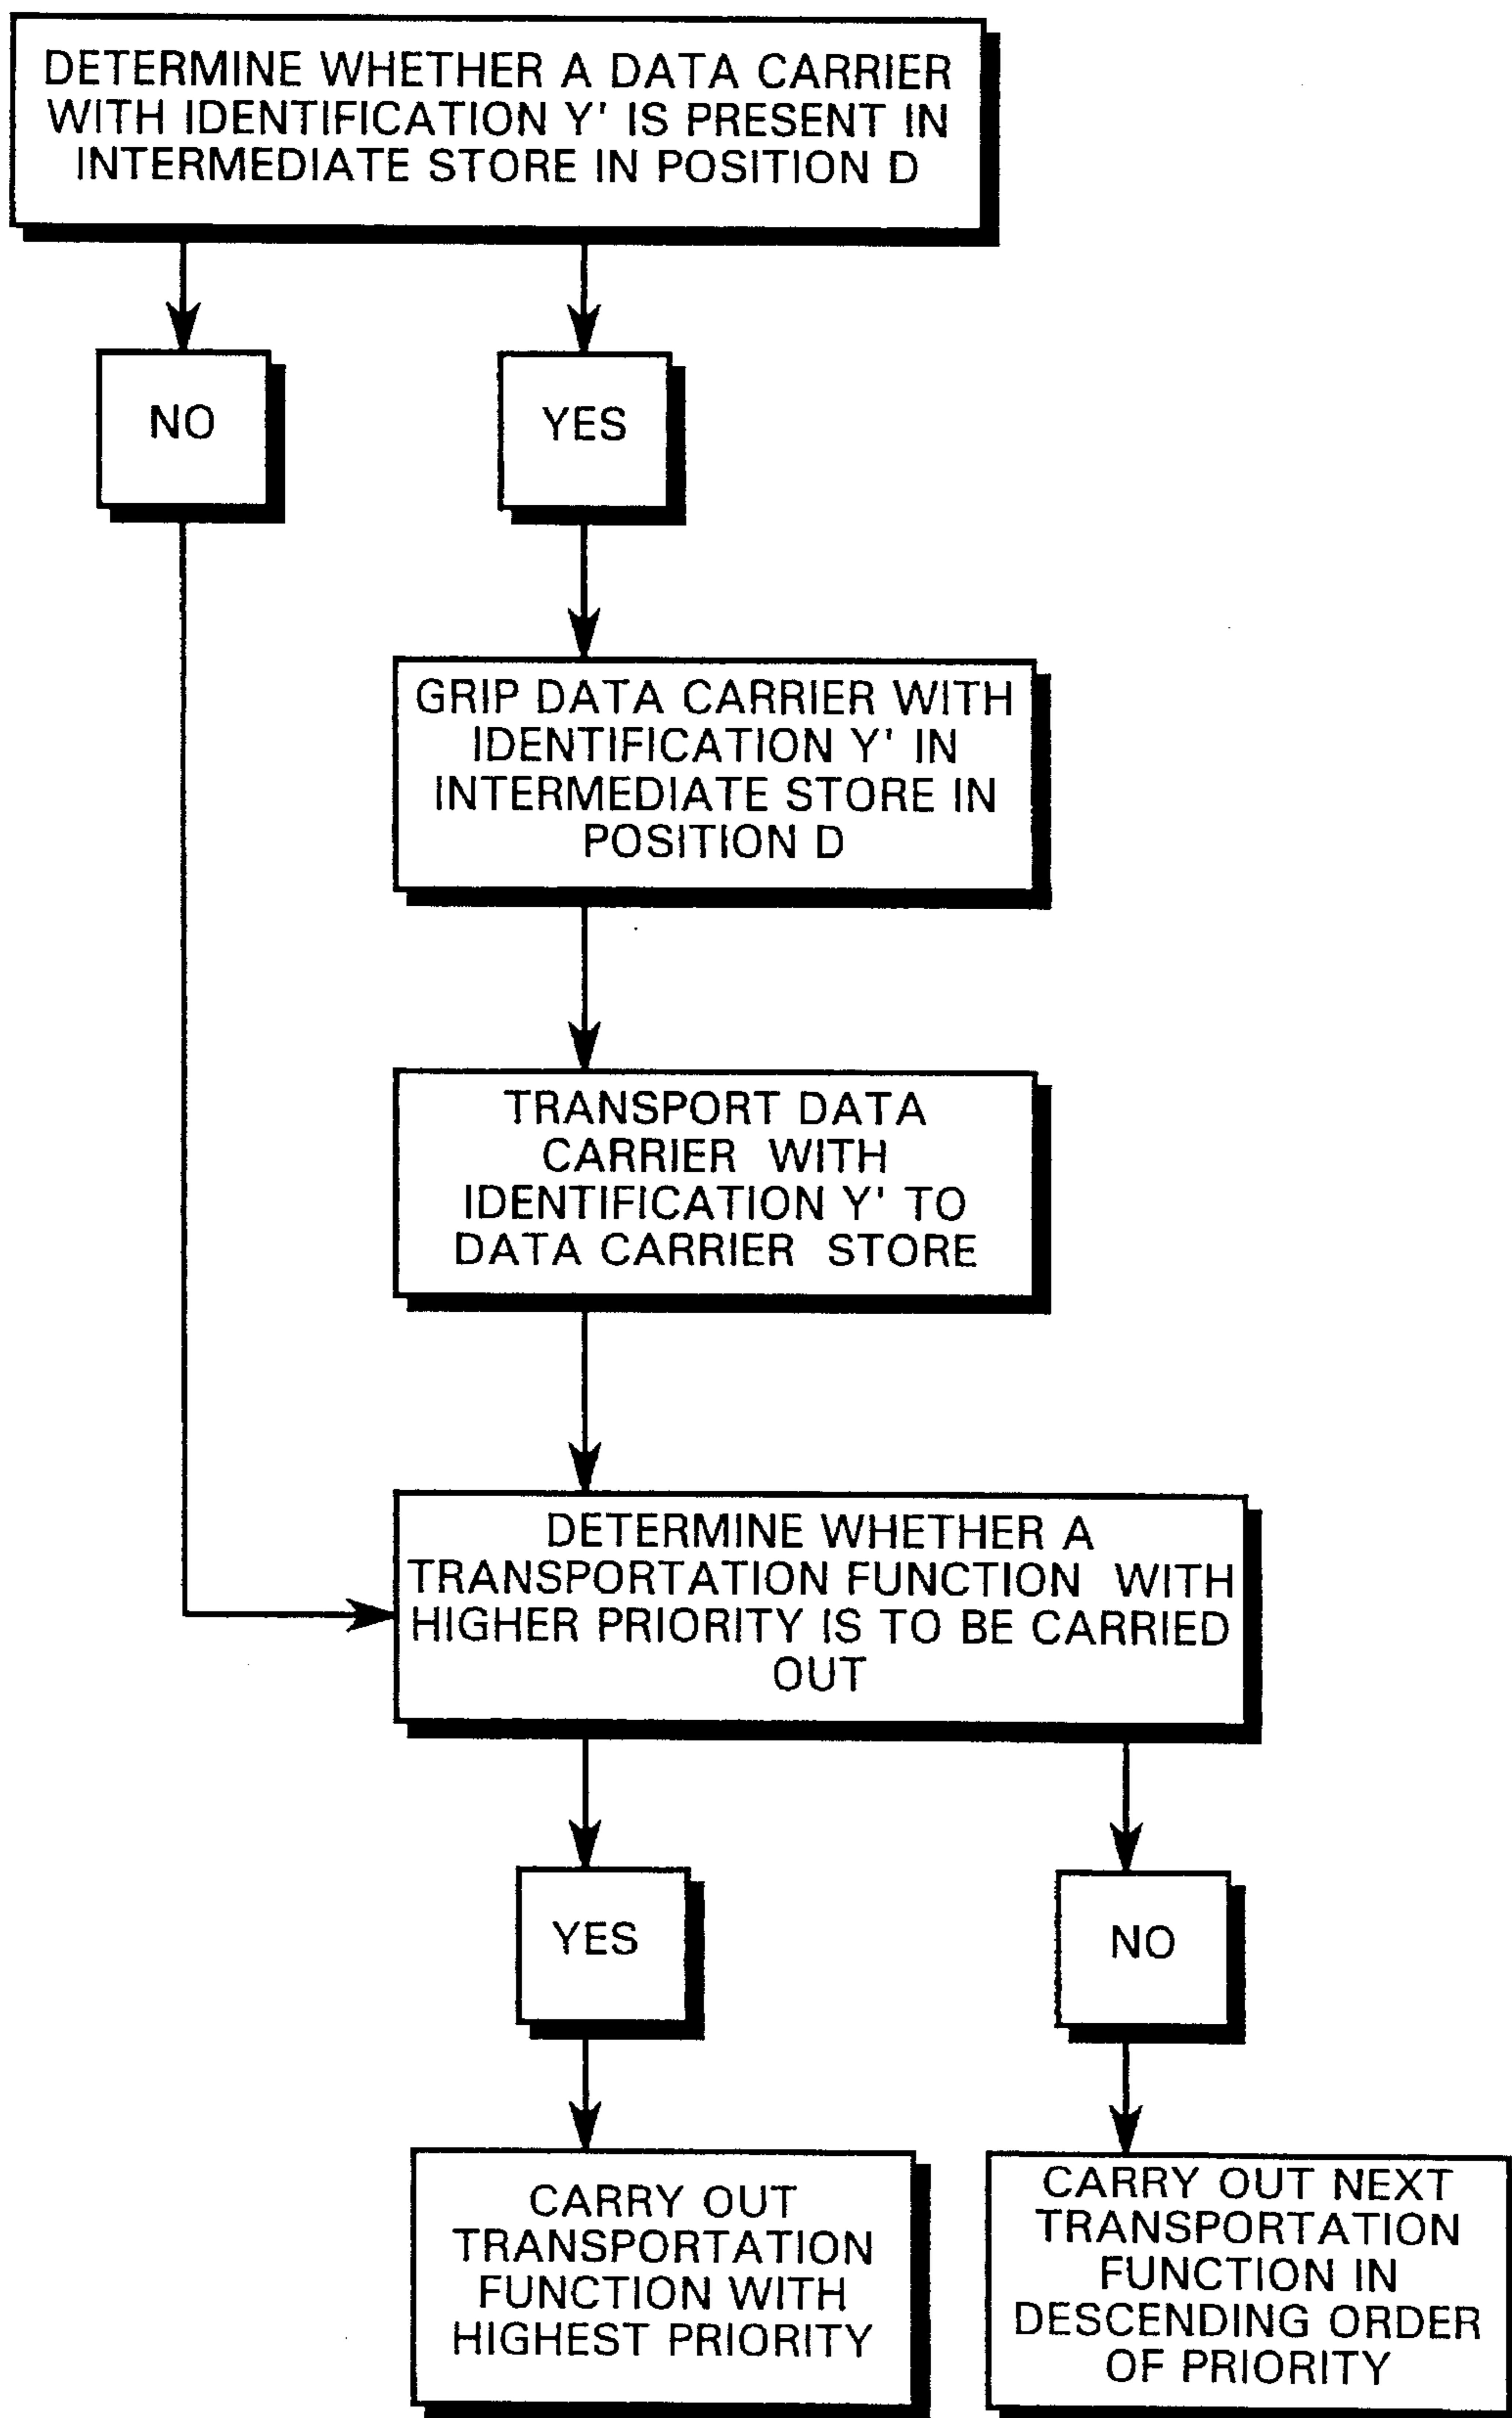 DETERMINE WHETHER A DATA CARRIER
WITH IDENTIFICATION Y' IS PRESENT IN
INTERMEDIATE STORE IN POSITION D
NO
YES
GRIP DATA CARRIER WITH
IDENTIFICATION Y' IN
INTERMEDIATE STORE IN
POSITION D
TRANSPORT DATA
CARRIER WITH
IDENTIFICATION Y' TO
DATA CARRIER STORE
DETERMINE WHETHER A
TRANSPORTATION FUNCTION WITH
HIGHER PRIORITY IS TO BE CARRIED
OUT
YES
NO
CARRY OUT
TRANSPORTATION
FUNCTION WITH
HIGHEST PRIORITY
CARRY OUT NEXT
TRANSPORTATION
FUNCTION IN
DESCENDING ORDER
OF PRIORITY